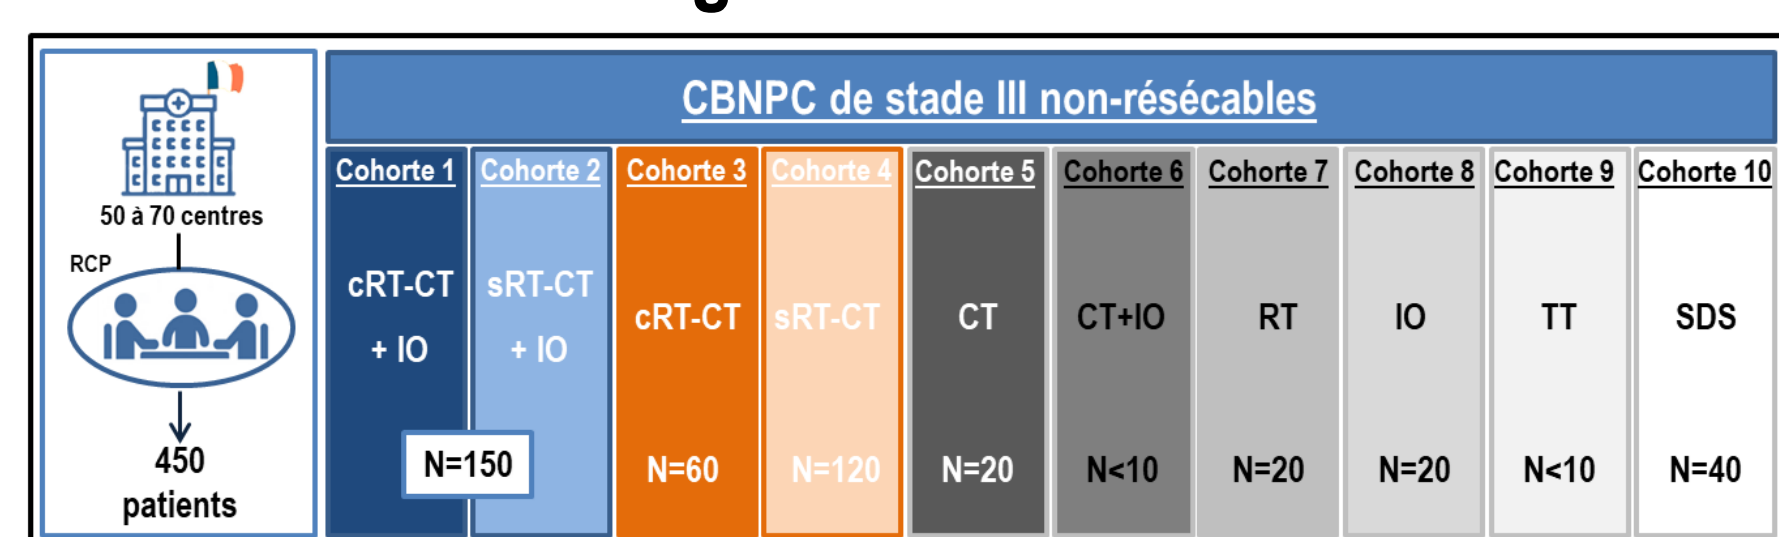 CBNPC de stade III non-résécables
50 à 70 centres
RCP
450
patients
Cohorte 1
cRT-CT
+ IO
Cohorte 2
sRT-CT
+ IO
N=150
Cohorte 3
cRT-CT
N=60
Cohorte 4
sRT-CT
N=120
Cohorte 5
CT
N=20
Cohorte 6
CT+IO
N<10
Cohorte 7
RT
N=20
Cohorte 8
IO
N=20
Cohorte 9
TT
N<10
Cohorte 10
SDS
N=40